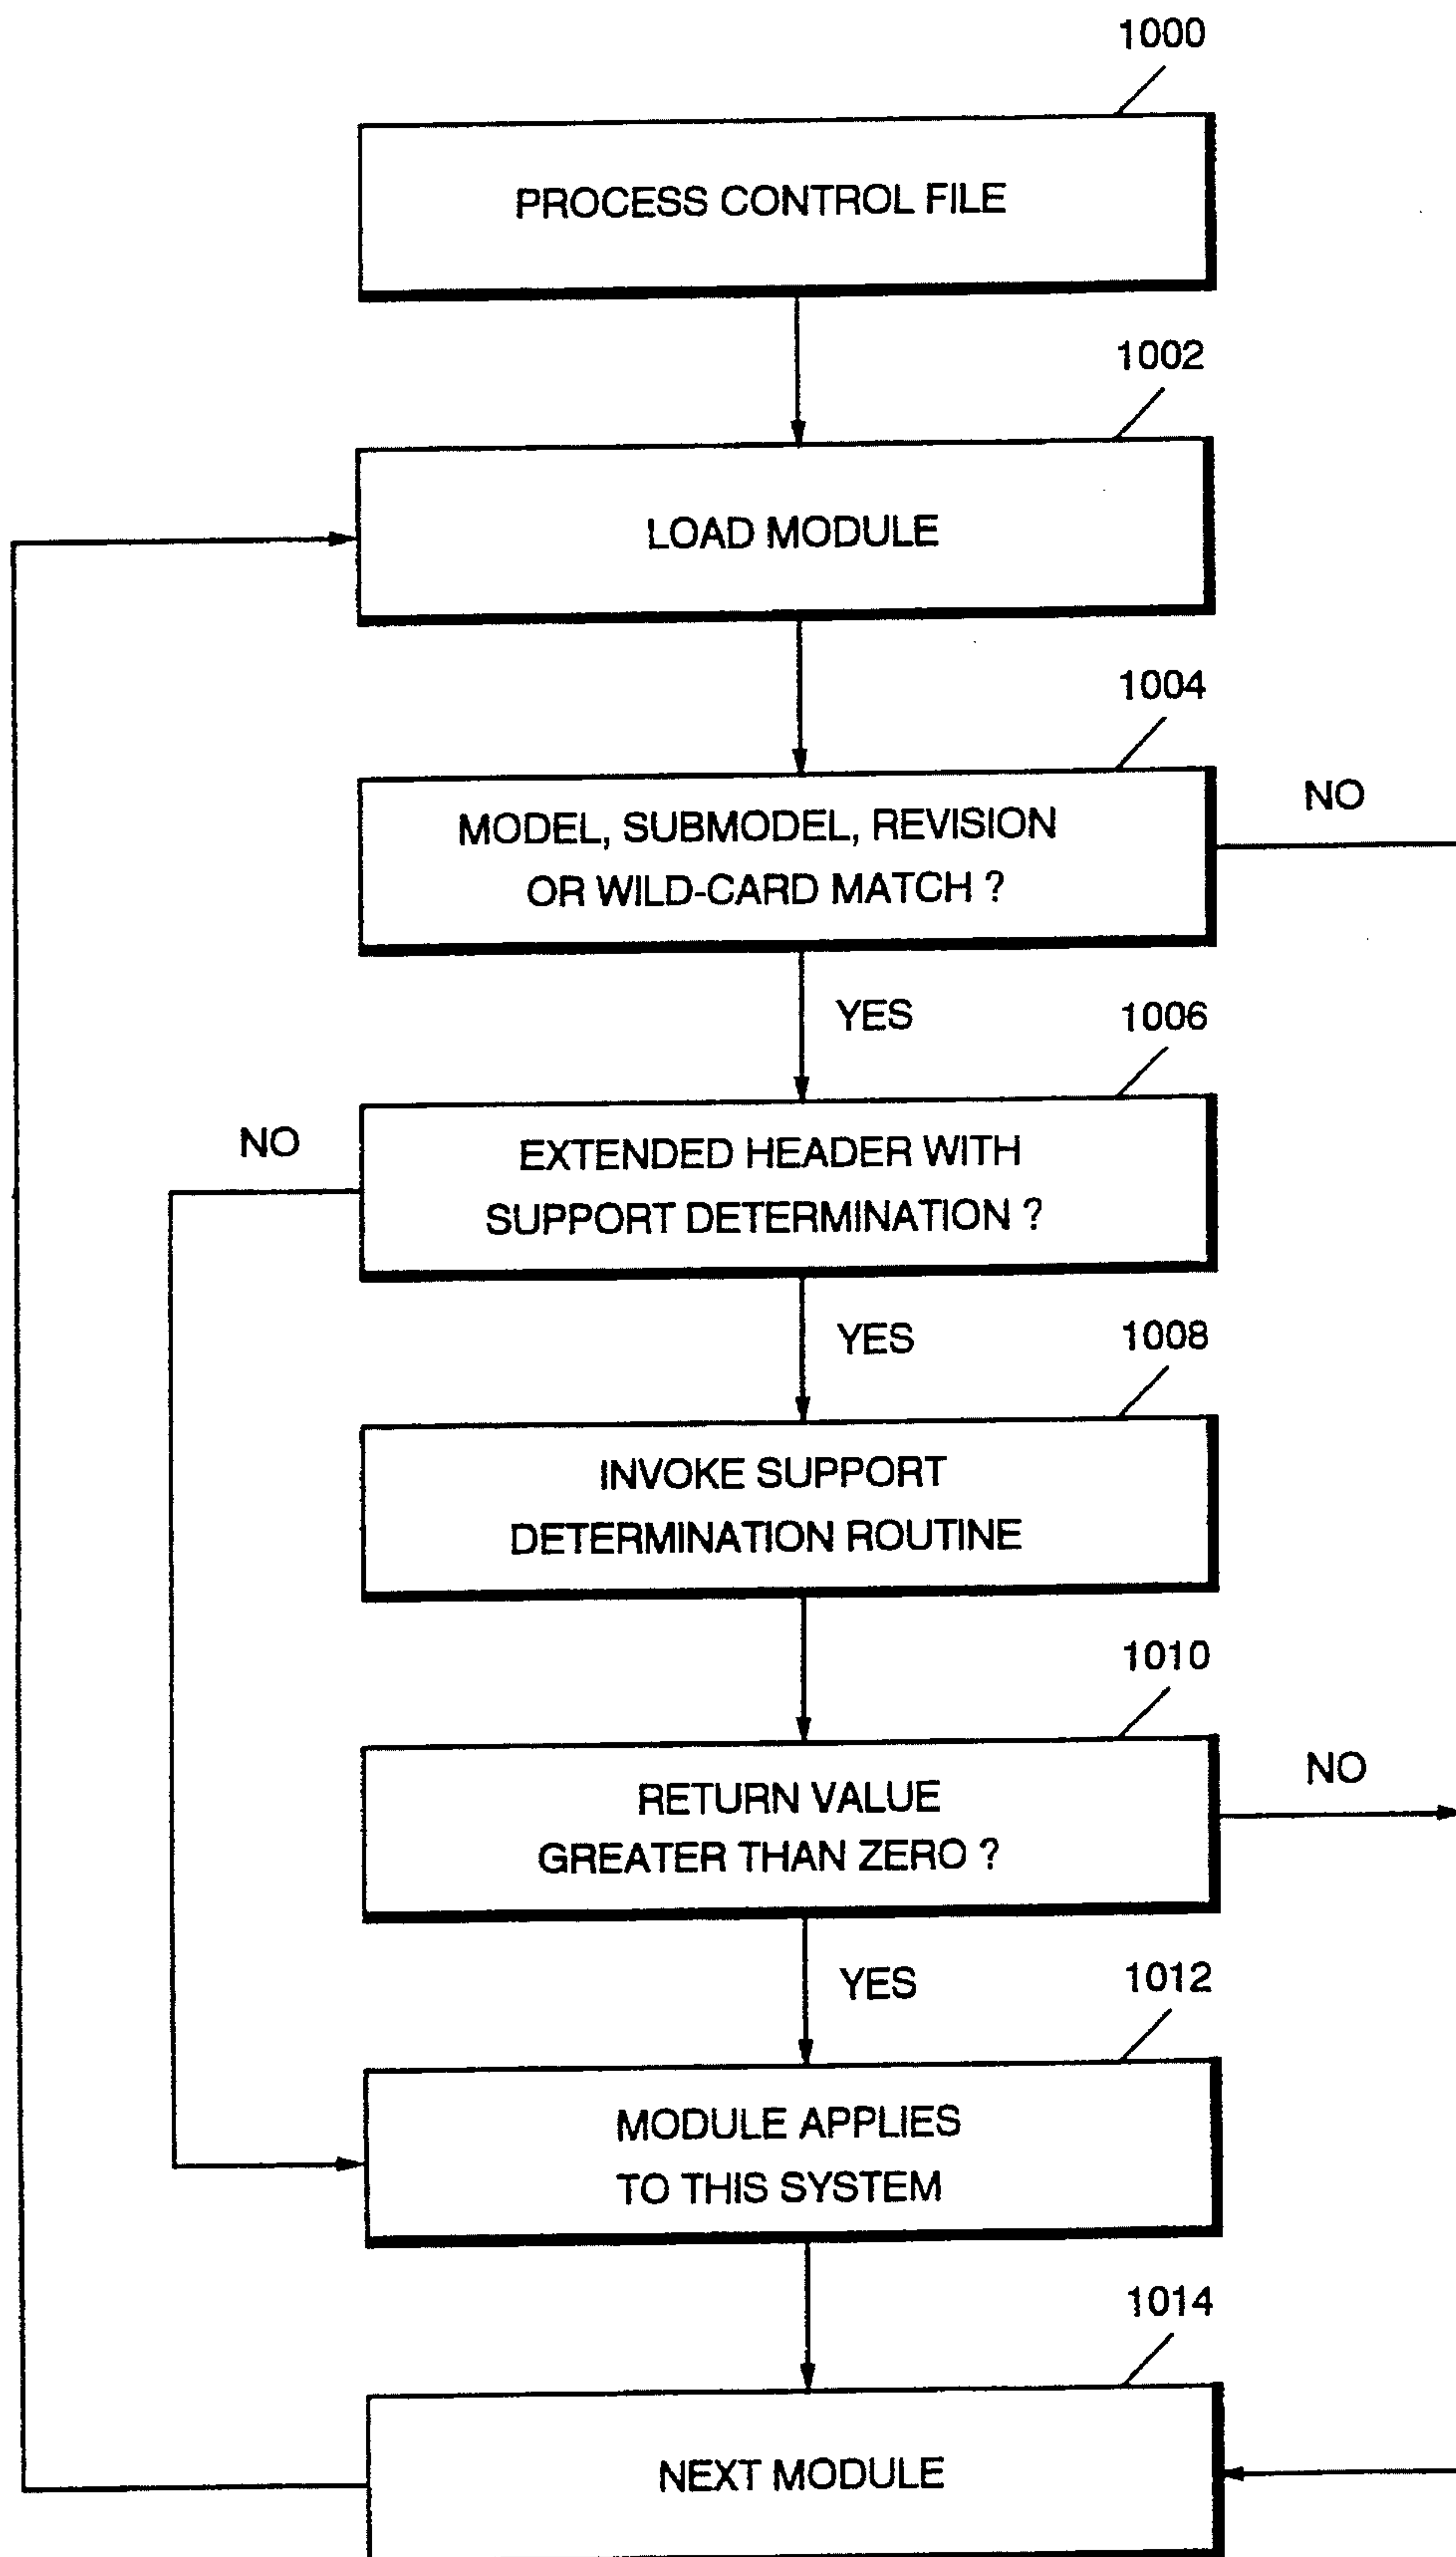 1000
PROCESS CONTROL FILE
1002
LOAD MODULE
1004
MODEL, SUBMODEL, REVISION
OR WILD-CARD MATCH ?
NO
YES
1006
NO
EXTENDED HEADER WITH
SUPPORT DETERMINATION ?
YES
1008
INVOKE SUPPORT
DETERMINATION ROUTINE
1010
RETURN VALUE
GREATER THAN ZERO ?
NO
YES
1012
MODULE APPLIES
TO THIS SYSTEM
1014
NEXT MODULE